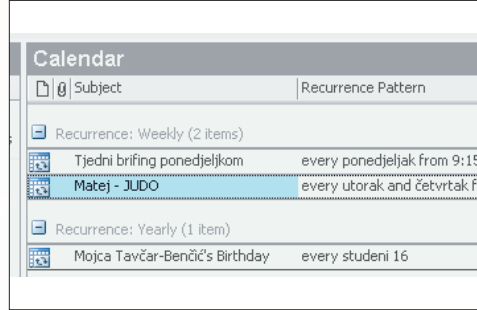 Calendar
Subject Recurrence Pattern
Recurrence: Weekly (2 items)
Tjedni brifing ponedjeljkom every ponedjeljak from 9:15
Matej - JUDO every utorak and četvrtak f
Recurrence: Yearly (1 item)
Mojca Tavčar-Benčić's Birthday every studeni 16